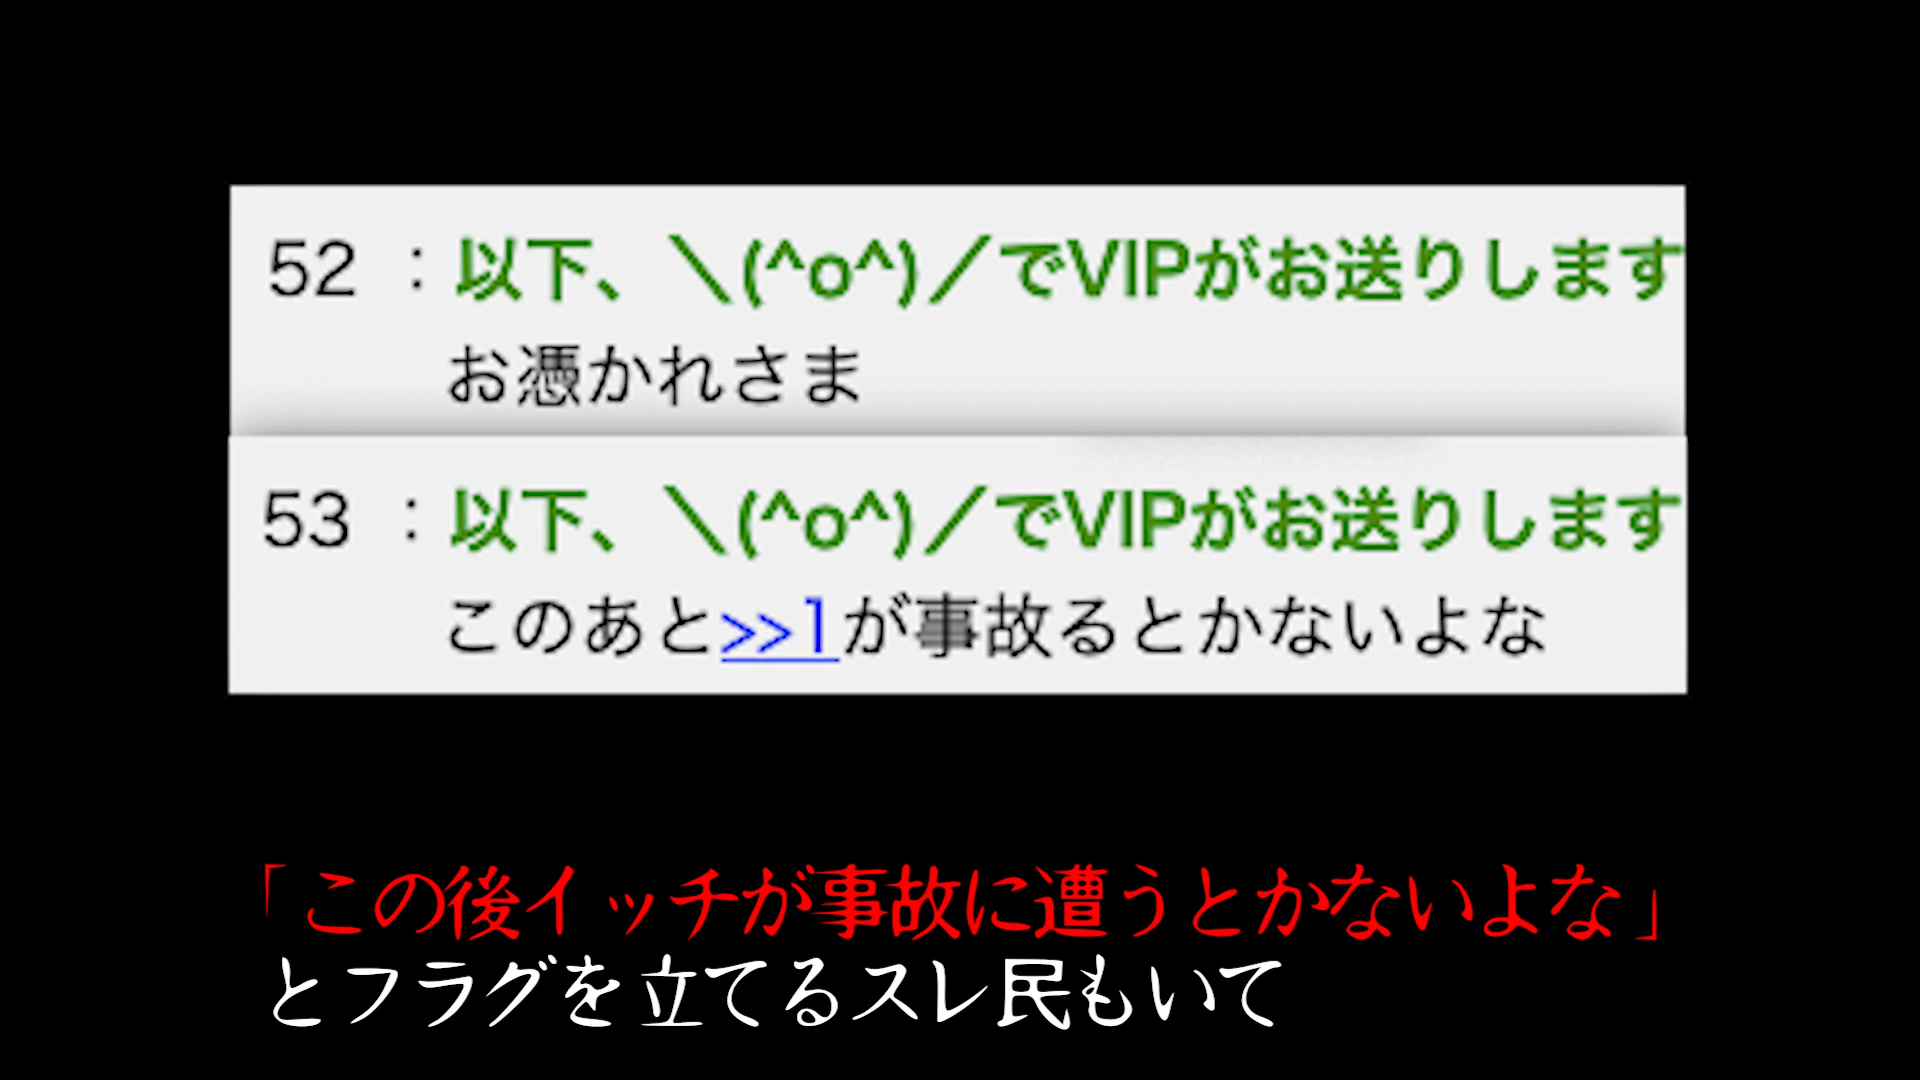 52 ：以下、＼(^o^)／でVIPがお送りします
お憑かれさま
53 ：以下、＼(^o^)／でVIPがお送りします
このあと>>1が事故るとかないよな
「この後イッチが事故に遭うとかないよな」
とフラグを立てるスレ民もいて